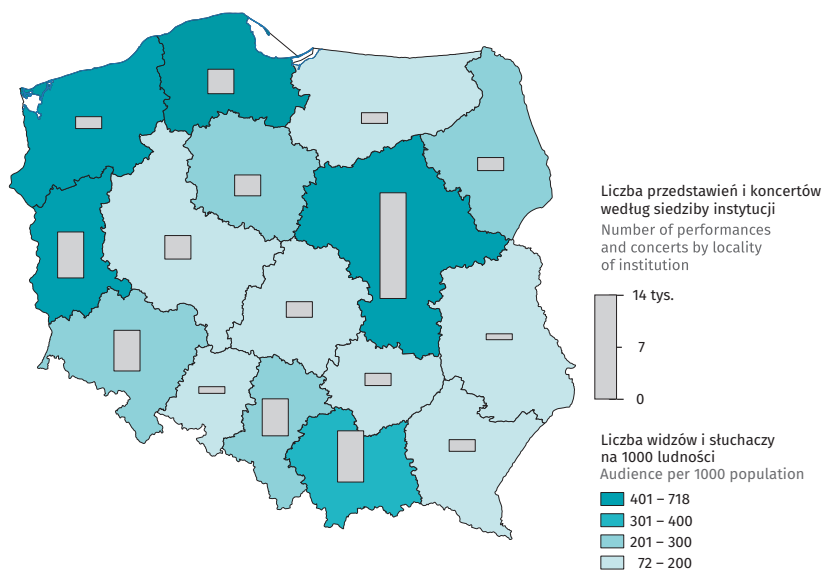 Liczba przedstawień i koncertów
według siedziby instytucji
Number of performances
and concerts by locality
of institution
14 tys.
7
0
Liczba widzów i słuchaczy
na 1000 ludności
Audience per 1000 population
401 – 718
301 – 400
201 – 300
72 – 200